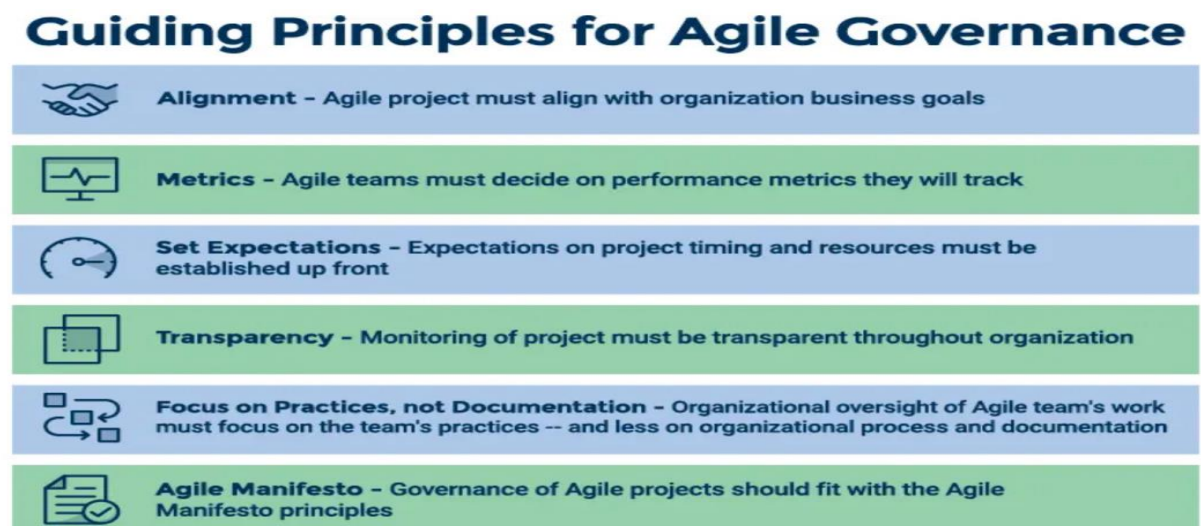 Guiding Principles for Agile Governance
Alignment – Agile project must align with organization business goals
Metrics – Agile teams must decide on performance metrics they will track
Set Expectations – Expectations on project timing and resources must be
established up front
Transparency – Monitoring of project must be transparent throughout organization
Focus on Practices, not Documentation – Organizational oversight of Agile team's work
must focus on the team's practices -- and less on organizational process and documentation
Agile Manifesto – Governance of Agile projects should fit with the Agile
Manifesto principles